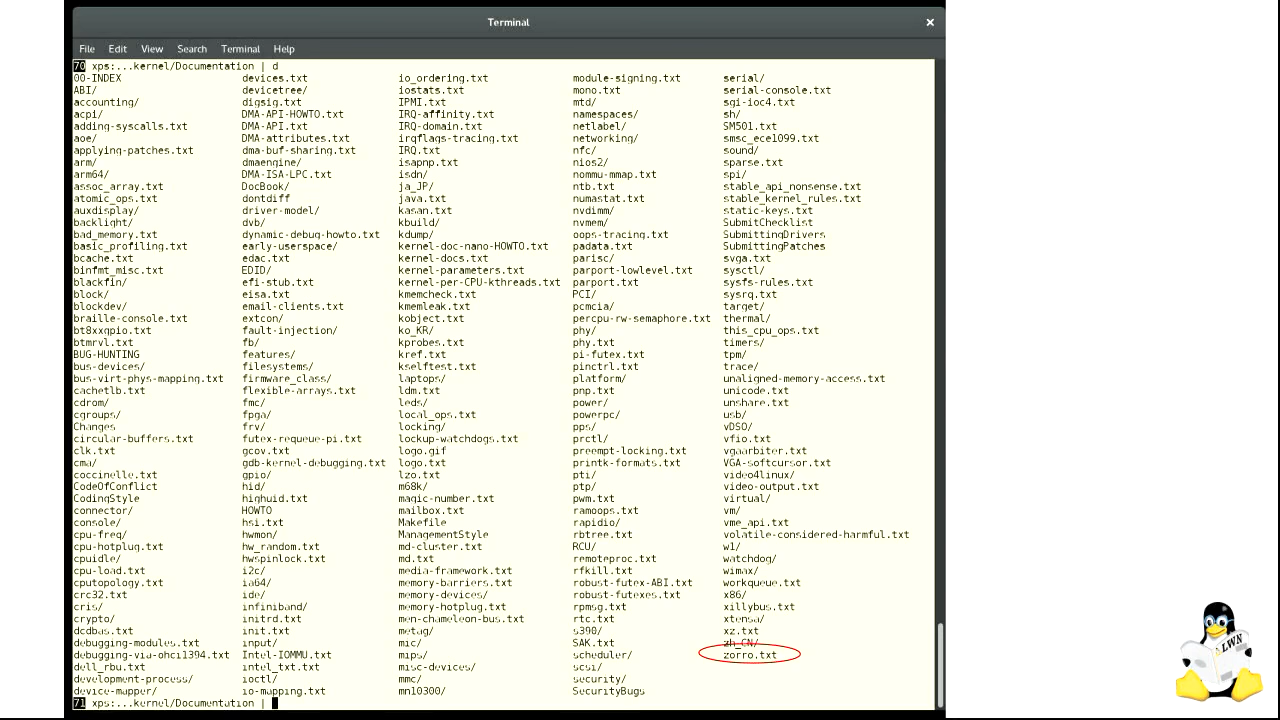 Terminal ×
File Edit View Search Terminal Help
70 xps:...kernel/Documentation | d
00-INDEX devices.txt io_ordering.txt module-signing.txt serial/
ABI/ devicetree/ iostats.txt mono.txt serial-console.txt
accounting/ digsig.txt IPMI.txt mtd/ sgi-ioc4.txt
acpi/ DMA-API-HOWTO.txt IRQ-affinity.txt namespaces/ sh/
adding-syscalls.txt DMA-API.txt IRQ-domain.txt netlabel/ SM501.txt
aoe/ DMA-attributes.txt irqflags-tracing.txt networking/ smsc_ece1099.txt
applying-patches.txt dma-buf-sharing.txt IRQ.txt nfc/ sound/
arm/ dmaengine/ isapnp.txt nios2/ sparse.txt
arm64/ DMA-ISA-LPC.txt isdn/ nommu-mmap.txt spi/
assoc_array.txt DocBook/ ja_JP/ ntb.txt stable_api_nonsense.txt
atomic_ops.txt dontdiff java.txt numastat.txt stable_kernel_rules.txt
auxdisplay/ driver-model/ kasan.txt nvdimm/ static-keys.txt
backlight/ dvb/ kbuild/ nvmem/ SubmitChecklist
bad_memory.txt dynamic-debug-howto.txt kdump/ oops-tracing.txt SubmittingDrivers
basic_profiling.txt early-userspace/ kernel-doc-nano-HOWTO.txt padata.txt SubmittingPatches
bcache.txt edac.txt kernel-docs.txt parisc/ svga.txt
binfmt_misc.txt EDID/ kernel-parameters.txt parport-lowlevel.txt sysctl/
blackfin/ efi-stub.txt kernel-per-CPU-kthreads.txt parport.txt sysfs-rules.txt
block/ eisa.txt kmemcheck.txt PCI/ sysrq.txt
blockdev/ email-clients.txt kmemleak.txt pcmcia/ target/
braille-console.txt extcon/ kobject.txt percpu-rw-semaphore.txt thermal/
bt8xxgpio.txt fault-injection/ ko_KR/ phy/ this_cpu_ops.txt
btmrvl.txt fb/ kprobes.txt phy.txt timers/
BUG-HUNTING features/ kref.txt pi-futex.txt tpm/
bus-devices/ filesystems/ kselftest.txt pinctrl.txt trace/
bus-virt-phys-mapping.txt firmware_class/ laptops/ platform/ unaligned-memory-access.txt
cachetlb.txt flexible-arrays.txt ldm.txt pnp.txt unicode.txt
cdrom/ fmc/ leds/ power/ unshare.txt
cgroups/ fpga/ local_ops.txt powerpc/ usb/
Changes frv/ locking/ pps/ vDSO/
circular-buffers.txt futex-requeue-pi.txt lockup-watchdogs.txt prctl/ vfio.txt
clk.txt gcov.txt logo.gif preempt-locking.txt vgaarbiter.txt
cma/ gdb-kernel-debugging.txt logo.txt printk-formats.txt VGA-softcursor.txt
coccinelle.txt gpio/ lzo.txt pti/ video4linux/
CodeOfConflict hid/ m68k/ ptp/ video-output.txt
CodingStyle highuid.txt magic-number.txt pwm.txt virtual/
connector/ HOWTO mailbox.txt ramoops.txt vm/
console/ hsi.txt Makefile rapidio/ vme_api.txt
cpu-freq/ hwmon/ ManagementStyle rbtree.txt volatile-considered-harmful.txt
cpu-hotplug.txt hw_random.txt md-cluster.txt RCU/ w1/
cpuidle/ hwspinlock.txt md.txt remoteproc.txt watchdog/
cpu-load.txt i2c/ media-framework.txt rfkill.txt wimax/
cputopology.txt ia64/ memory-barriers.txt robust-futex-ABI.txt workqueue.txt
crc32.txt ide/ memory-devices/ robust-futexes.txt x86/
cris/ infiniband/ memory-hotplug.txt rpmsg.txt xillybus.txt
crypto/ initrd.txt men-chameleon-bus.txt rtc.txt xtensa/
dcdbas.txt init.txt metag/ s390/ xz.txt
debugging-modules.txt input/ mic/ SAK.txt zh_CN/
debugging-via-ohci1394.txt Intel-IOMMU.txt mips/ scheduler/ zorro.txt
dell_rbu.txt intel_txt.txt misc-devices/ scsi/
development-process/ ioctl/ mmc/ security/
device-mapper/ io-mapping.txt mn10300/ SecurityBugs
71 xps:...kernel/Documentation |
LWN